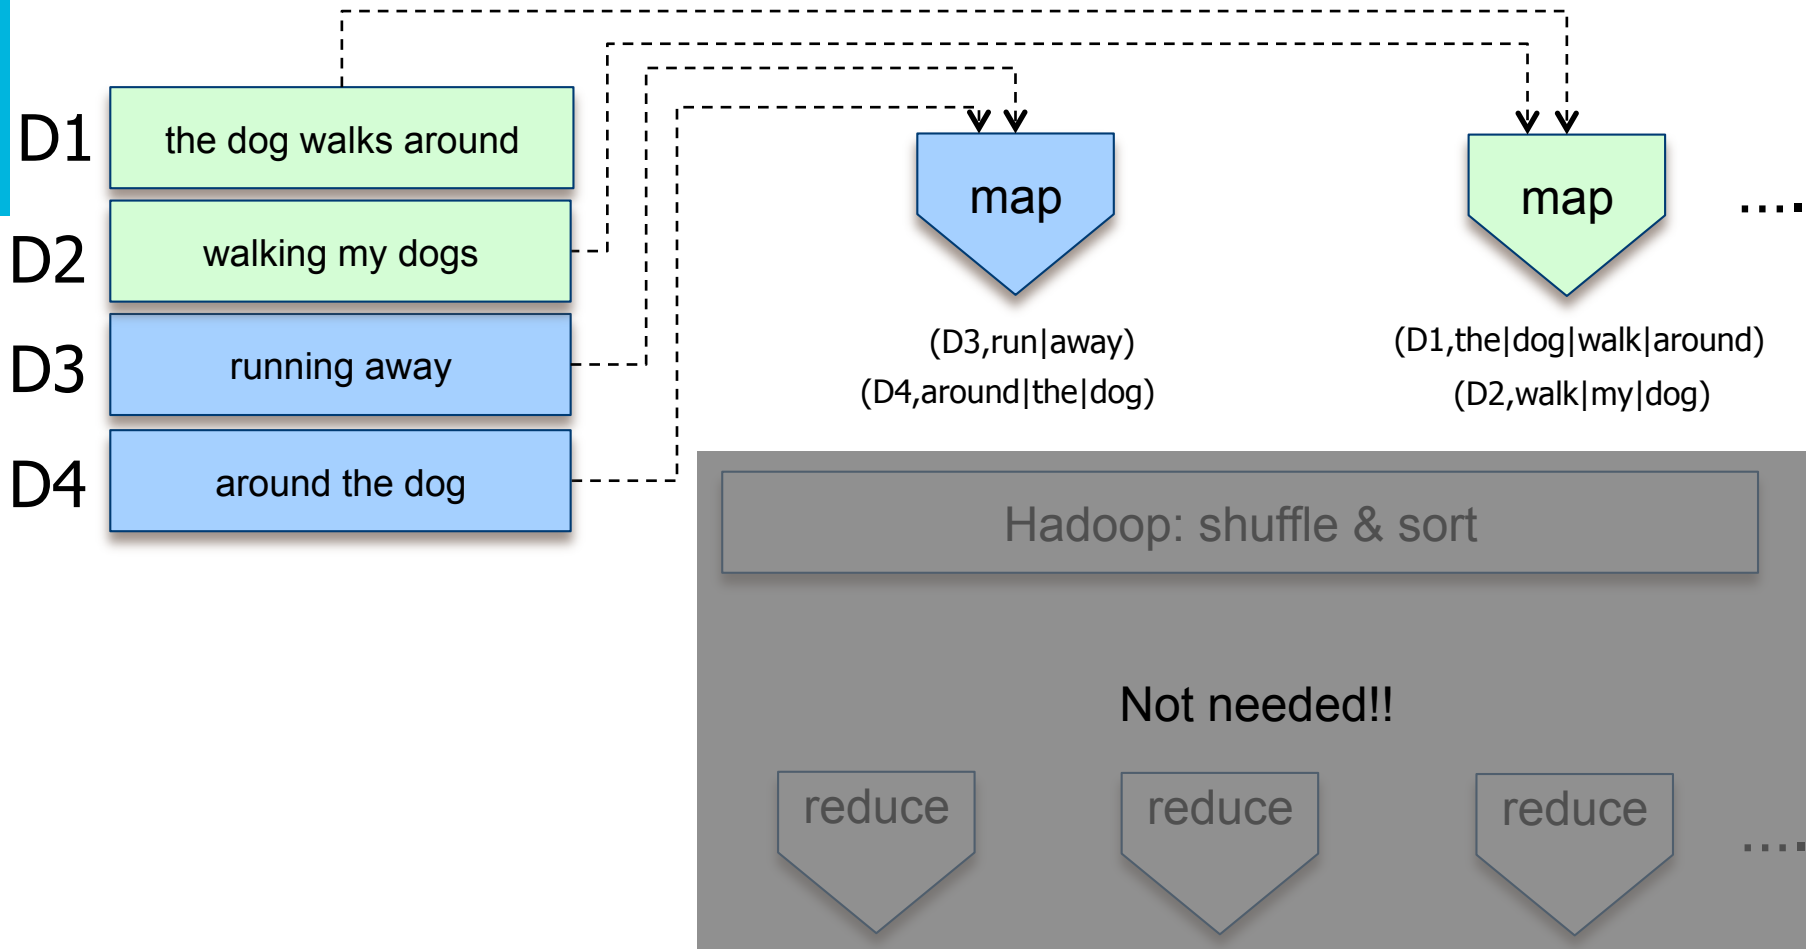 D1
the dog walks around
D2
walking my dogs
D3
running away
D4
around the dog
map
map
....
(D3,run|away)
(D4,around|the|dog)
(D1,the|dog|walk|around)
(D2,walk|my|dog)
Hadoop: shuffle & sort
Not needed!!
reduce
reduce
reduce
....